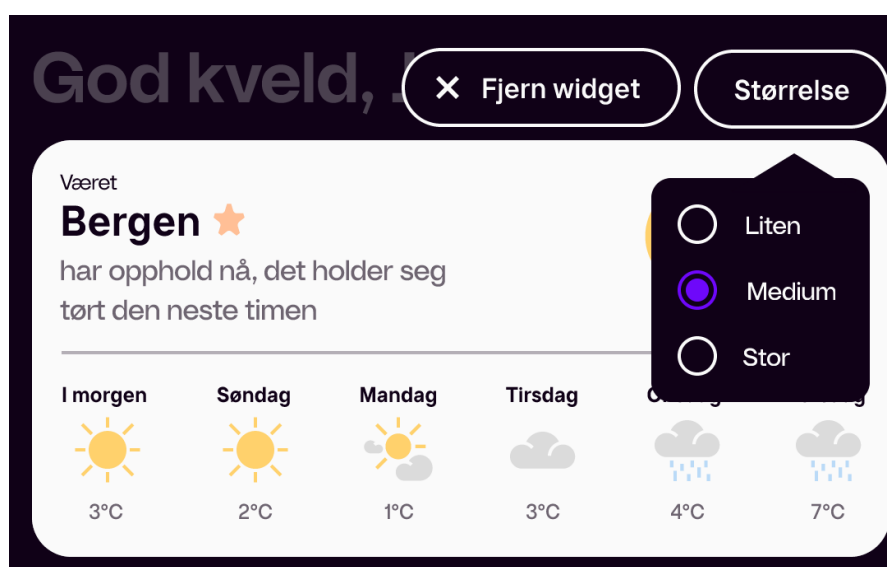 God kveld,
Fjern widget
Størrelse
Været
Bergen
har opphold nå, det holder seg
tørt den neste timen
Liten
Medium
Stor
I morgen Søndag Mandag Tirsdag
3°C 2°C 1°C 3°C 4°C 7°C